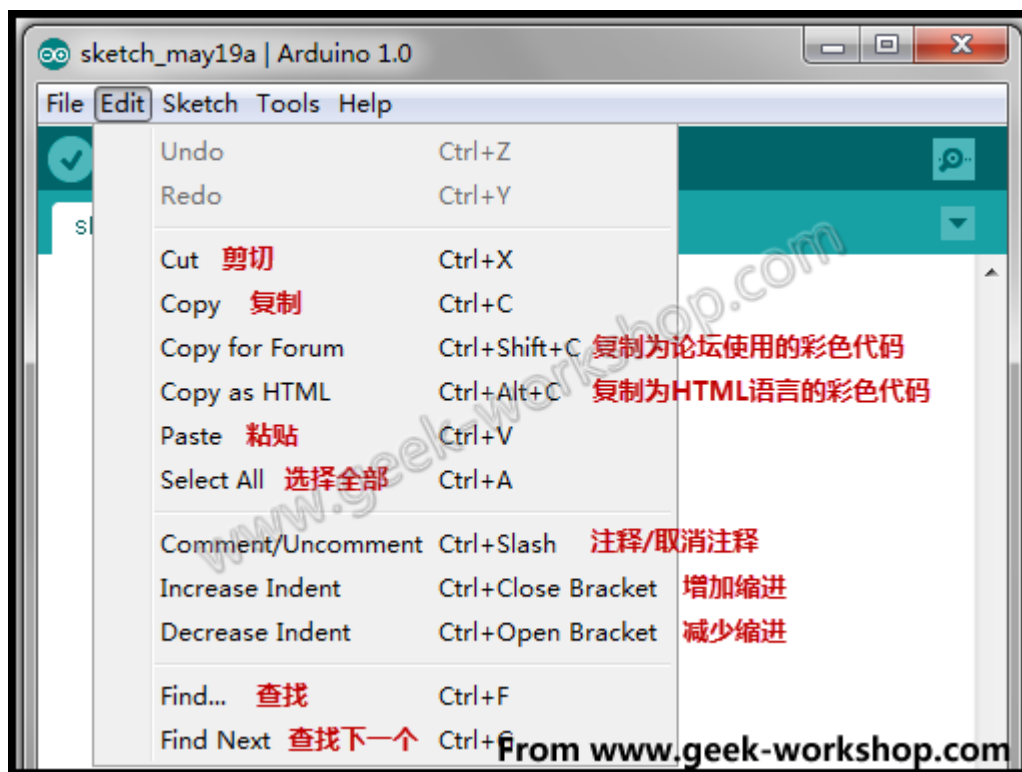 sketch_may19a | Arduino 1.0
File Edit Sketch Tools Help
Undo Ctrl+Z
Redo Ctrl+Y
Cut 剪切 Ctrl+X
Copy 复制 Ctrl+C
Copy for Forum Ctrl+Shift+C 复制为论坛使用的彩色代码
Copy as HTML Ctrl+Alt+C 复制为HTML语言的彩色代码
Paste 粘贴 Ctrl+V
Select All 选择全部 Ctrl+A
Comment/Uncomment Ctrl+Slash 注释/取消注释
Increase Indent Ctrl+Close Bracket 增加缩进
Decrease Indent Ctrl+Open Bracket 减少缩进
Find... 查找 Ctrl+F
Find Next 查找下一个
From www.geek-workshop.com
www.geek-workshop.com